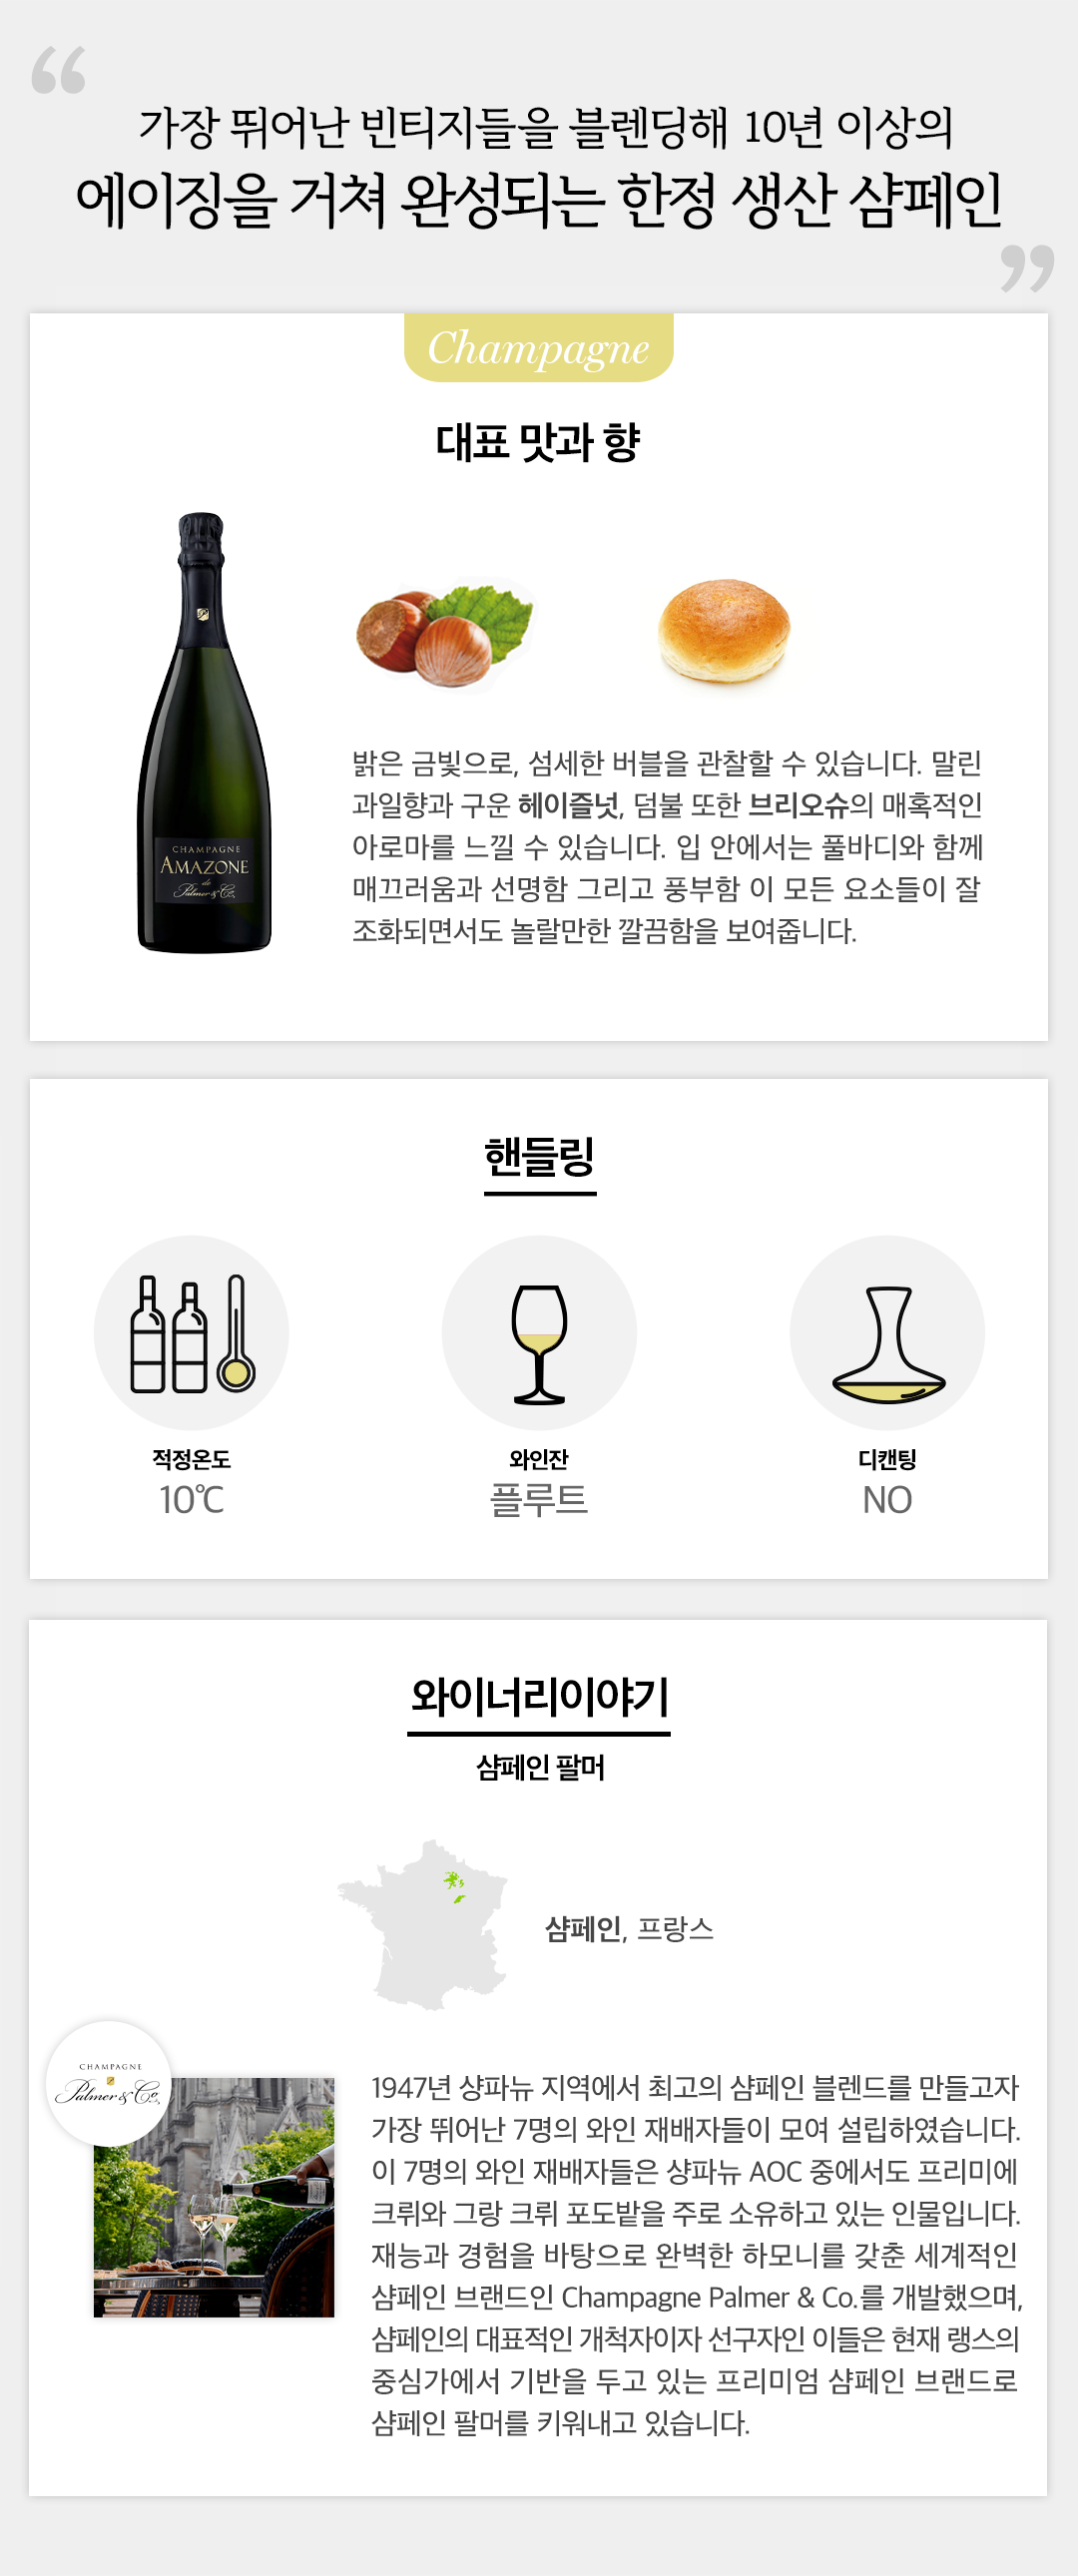 “
가장 뛰어난 빈티지들을 블렌딩해 10년 이상의
에이징을 거쳐 완성되는 한정 생산 샴페인
”
Champagne
대표 맛과 향
CHAMPAGNE
AMAZONE
de
Palmer & Co
밝은 금빛으로, 섬세한 버블을 관찰할 수 있습니다. 말린
과일향과 구운 헤이즐넛, 덤불 또한 브리오슈의 매혹적인
아로마를 느낄 수 있습니다. 입 안에서는 풀바디와 함께
매끄러움과 선명함 그리고 풍부함 이 모든 요소들이 잘
조화되면서도 놀랄만한 깔끔함을 보여줍니다.
핸들링
적정온도
10℃
와인잔
플루트
디캔팅
NO
와이너리이야기
샴페인 팔머
샴페인, 프랑스
CHAMPAGNE
Palmer & Co
1947년 샹파뉴 지역에서 최고의 샴페인 블렌드를 만들고자
가장 뛰어난 7명의 와인 재배자들이 모여 설립하였습니다.
이 7명의 와인 재배자들은 샹파뉴 AOC 중에서도 프리미에
크뤼와 그랑 크뤼 포도밭을 주로 소유하고 있는 인물입니다.
재능과 경험을 바탕으로 완벽한 하모니를 갖춘 세계적인
샴페인 브랜드인 Champagne Palmer & Co.를 개발했으며,
샴페인의 대표적인 개척자이자 선구자인 이들은 현재 랭스의
중심가에서 기반을 두고 있는 프리미엄 샴페인 브랜드로
샴페인 팔머를 키워내고 있습니다.